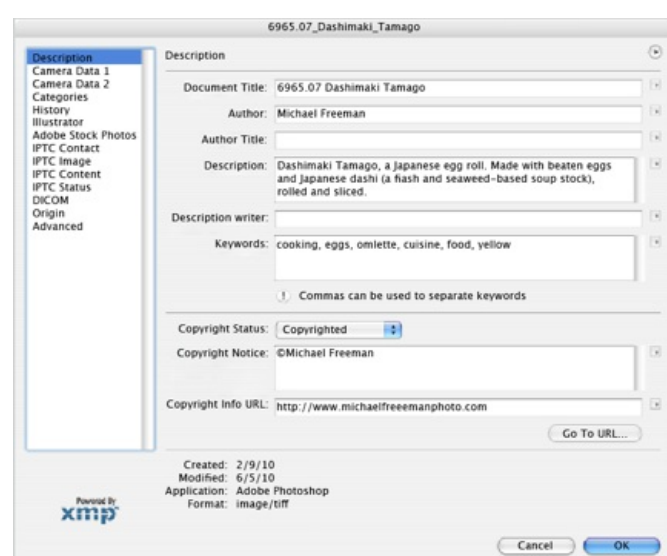 6965.07_Dashimaki_Tamago
Description
Camera Data 1
Camera Data 2
Categories
History
Illustrator
Adobe Stock Photos
IPTC Contact
IPTC Image
IPTC Content
IPTC Status
DICOM
Origin
Advanced
Description
Document Title: 6965.07 Dashimaki Tamago
Author: Michael Freeman
Author Title:
Description: Dashimaki Tamago, a Japanese egg roll. Made with beaten eggs
and Japanese dashi (a fiash and seaweed-based soup stock),
rolled and sliced.
Description writer:
Keywords: cooking, eggs, omlette, cuisine, food, yellow
! Commas can be used to separate keywords
Copyright Status: Copyrighted
Copyright Notice: ©Michael Freeman
Copyright Info URL: http://www.michaelfreeemanphoto.com
Go To URL...
Created: 2/9/10
Modified: 6/5/10
Application: Adobe Photoshop
Format: image/tiff
Powered By
xmp
Cancel
OK